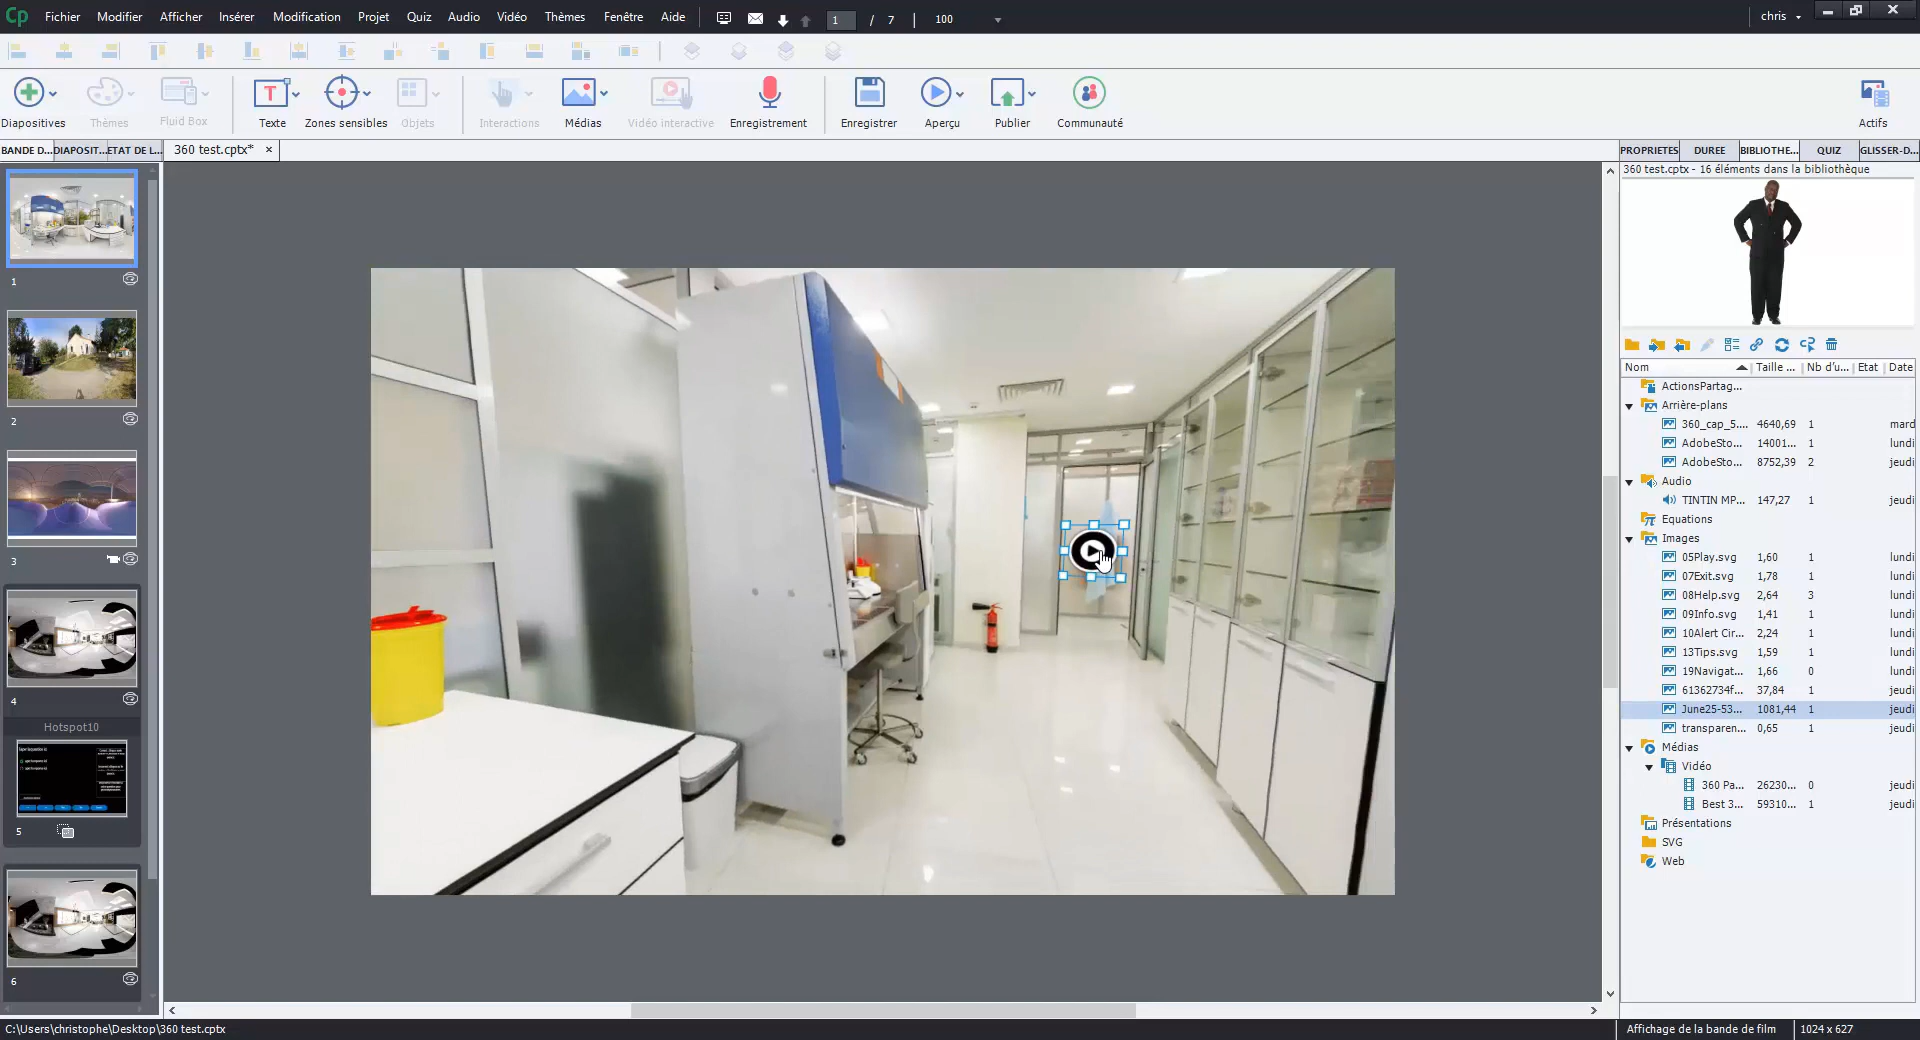 Cp Fichier Modifier Afficher Insérer Modification Projet Quiz Audio Vidéo Thèmes Fenêtre Aide 1 / 7 100 chris
Diapositives Thèmes Fluid Box Texte Zones sensibles Objets Interactions Médias Vidéo interactive Enregistrement Enregistrer Aperçu Publier Communauté Actifs
BANDE D... DIAPOSIT... ETAT DE L... 360 test.cptx* × PROPRIETES DUREE BIBLIOTHE... QUIZ GLISSER-D...
360 test.cptx - 16 éléments dans la bibliothèque
1
2
3
4
Hotspot10
5
6
Nom Taille ... Nb d'u... Etat Date
ActionsPartag...
Arrière-plans
360_cap_5.... 4640,69 1 mard
AdobeSto... 14001... 1 lundi
AdobeSto... 8752,39 2 jeudi
Audio
TINTIN MP... 147,27 1 jeudi
Equations
Images
05Play.svg 1,60 1 lundi
07Exit.svg 1,78 1 lundi
08Help.svg 2,64 3 lundi
09Info.svg 1,41 1 lundi
10Alert Cir... 2,24 1 lundi
13Tips.svg 1,59 1 lundi
19Navigat... 1,66 0 lundi
61362734f... 37,84 1 jeudi
June25-53... 1081,44 1 jeudi
transparen... 0,65 1 jeudi
Médias
Vidéo
360 Pa... 26230... 0 jeudi
Best 3... 59310... 1 jeudi
Présentations
SVG
Web
C:\Users\christophe\Desktop\360 test.cptx Affichage de la bande de film 1024 x 627